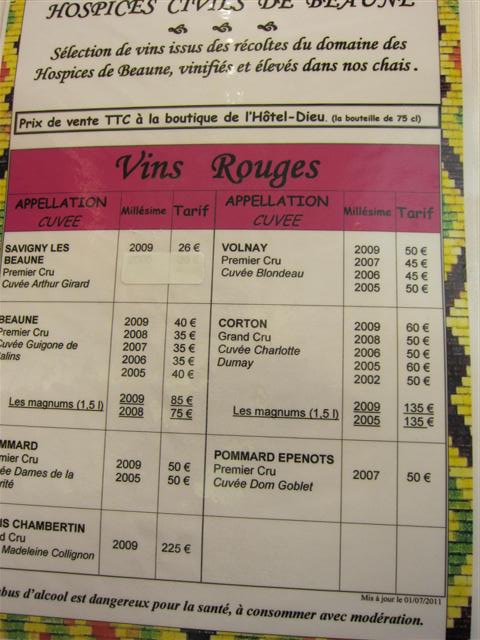 HOSPICES CIVILS DE BEAUNE
Sélection de vins issus des récoltes du domaine des
Hospices de Beaune, vinifiés et élevés dans nos chais.
Prix de vente TTC à la boutique de l'Hôtel-Dieu. (la bouteille de 75 cl)
Vins Rouges
APPELLATION CUVEE Millésime Tarif
SAVIGNY LES 2009 26 €
BEAUNE
Premier Cru
Cuvée Arthur Girard
BEAUNE 2009 40 €
Premier Cru 2008 35 €
Cuvée Guigone de 2007 35 €
alins 2006 35 €
2005 40 €
Les magnums (1,5 l) 2009 85 €
2008 75 €
MMARD
mier Cru 2009 50 €
ée Dames de la 2005 50 €
rité
IS CHAMBERTIN
d Cru 2009 225 €
Madeleine Collignon
APPELLATION CUVEE Millésime Tarif
VOLNAY 2009 50 €
Premier Cru 2007 45 €
Cuvée Blondeau 2006 45 €
2005 50 €
CORTON 2009 60 €
Grand Cru 2008 50 €
Cuvée Charlotte 2006 50 €
Dumay 2005 60 €
2002 50 €
Les magnums (1,5 l) 2009 135 €
2005 135 €
POMMARD EPENOTS
Premier Cru 2007 50 €
Cuvée Dom Goblet
Mis à jour le 01/07/2011
abus d'alcool est dangereux pour la santé, à consommer avec modération.